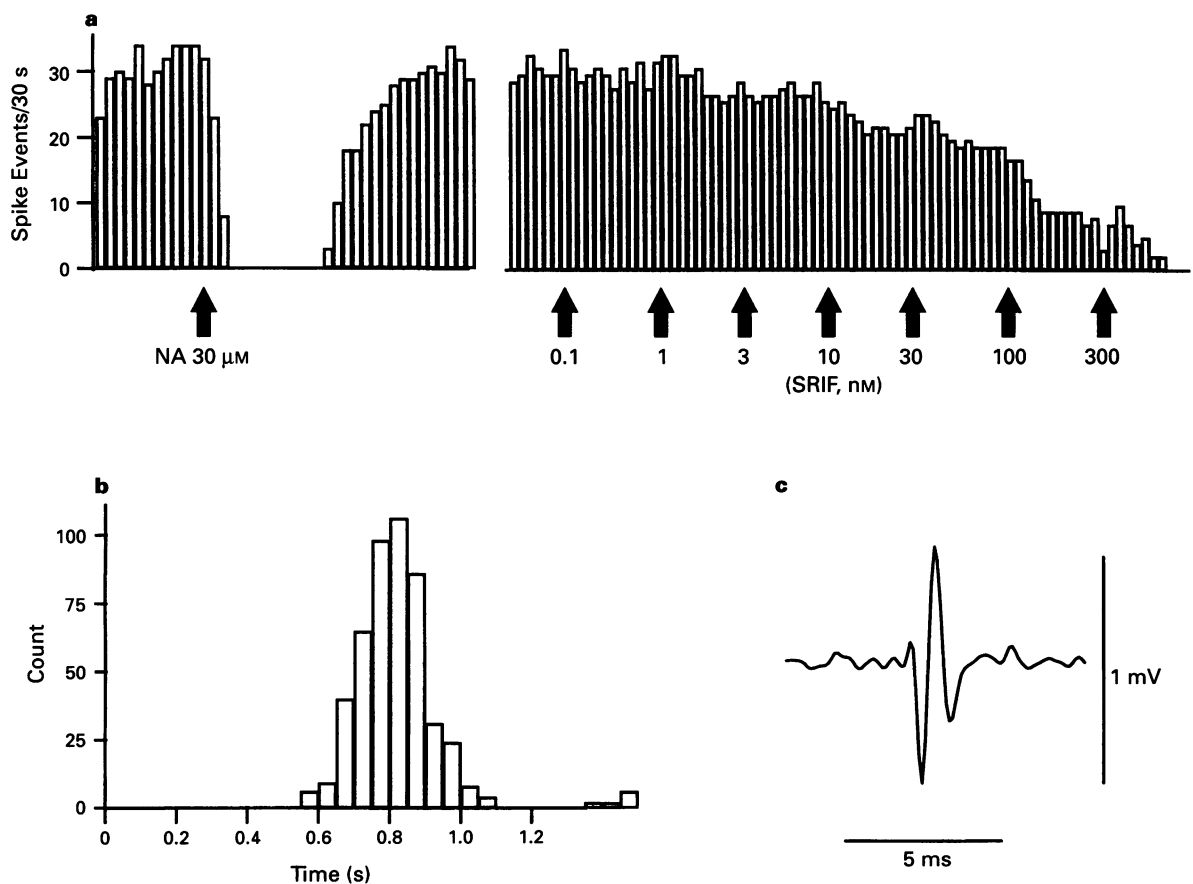 a
Spike Events/30 s
30
20
10
0
NA 30 μM
0.1 1 3 10 30 100 300
(SRIF, nM)
b
Count
100
75
50
25
0
0 0.2 0.4 0.6 0.8 1.0 1.2
Time (s)
c
1 mV
5 ms